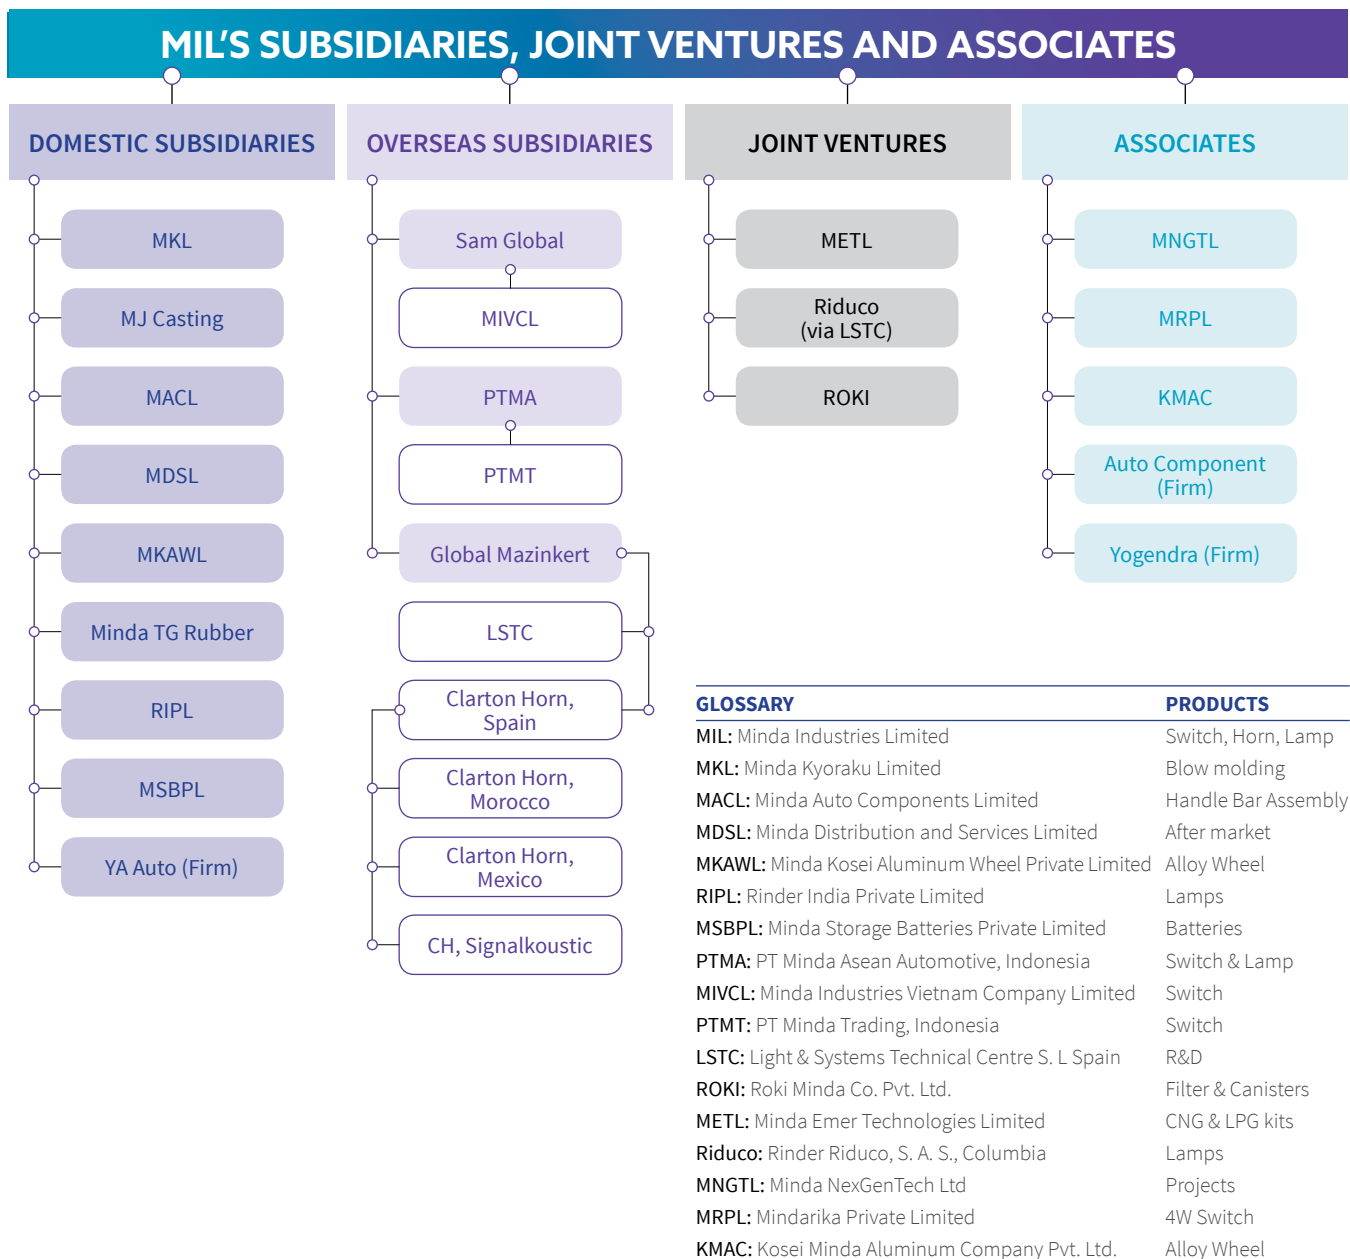 MIL'S SUBSIDIARIES, JOINT VENTURES AND ASSOCIATES
DOMESTIC SUBSIDIARIES
MKL
MJ Casting
MACL
MDSL
MKAWL
Minda TG Rubber
RIPL
MSBPL
YA Auto (Firm)
OVERSEAS SUBSIDIARIES
Sam Global
MIVCL
PTMA
PTMT
Global Mazinkert
LSTC
Clarton Horn,
Spain
Clarton Horn,
Morocco
Clarton Horn,
Mexico
CH, Signalkoustic
JOINT VENTURES
METL
Riduco
(via LSTC)
ROKI
ASSOCIATES
MNGTL
MRPL
KMAC
Auto Component
(Firm)
Yogendra (Firm)
GLOSSARY PRODUCTS
MIL: Minda Industries Limited Switch, Horn, Lamp
MKL: Minda Kyoraku Limited Blow molding
MACL: Minda Auto Components Limited Handle Bar Assembly
MDSL: Minda Distribution and Services Limited After market
MKAWL: Minda Kosei Aluminum Wheel Private Limited Alloy Wheel
RIPL: Rinder India Private Limited Lamps
MSBPL: Minda Storage Batteries Private Limited Batteries
PTMA: PT Minda Asean Automotive, Indonesia Switch & Lamp
MIVCL: Minda Industries Vietnam Company Limited Switch
PTMT: PT Minda Trading, Indonesia Switch
LSTC: Light & Systems Technical Centre S. L Spain R&D
ROKI: Roki Minda Co. Pvt. Ltd. Filter & Canisters
METL: Minda Emer Technologies Limited CNG & LPG kits
Riduco: Rinder Riduco, S. A. S., Columbia Lamps
MNGTL: Minda NexGenTech Ltd Projects
MRPL: Mindarika Private Limited 4W Switch
KMAC: Kosei Minda Aluminum Company Pvt. Ltd. Alloy Wheel